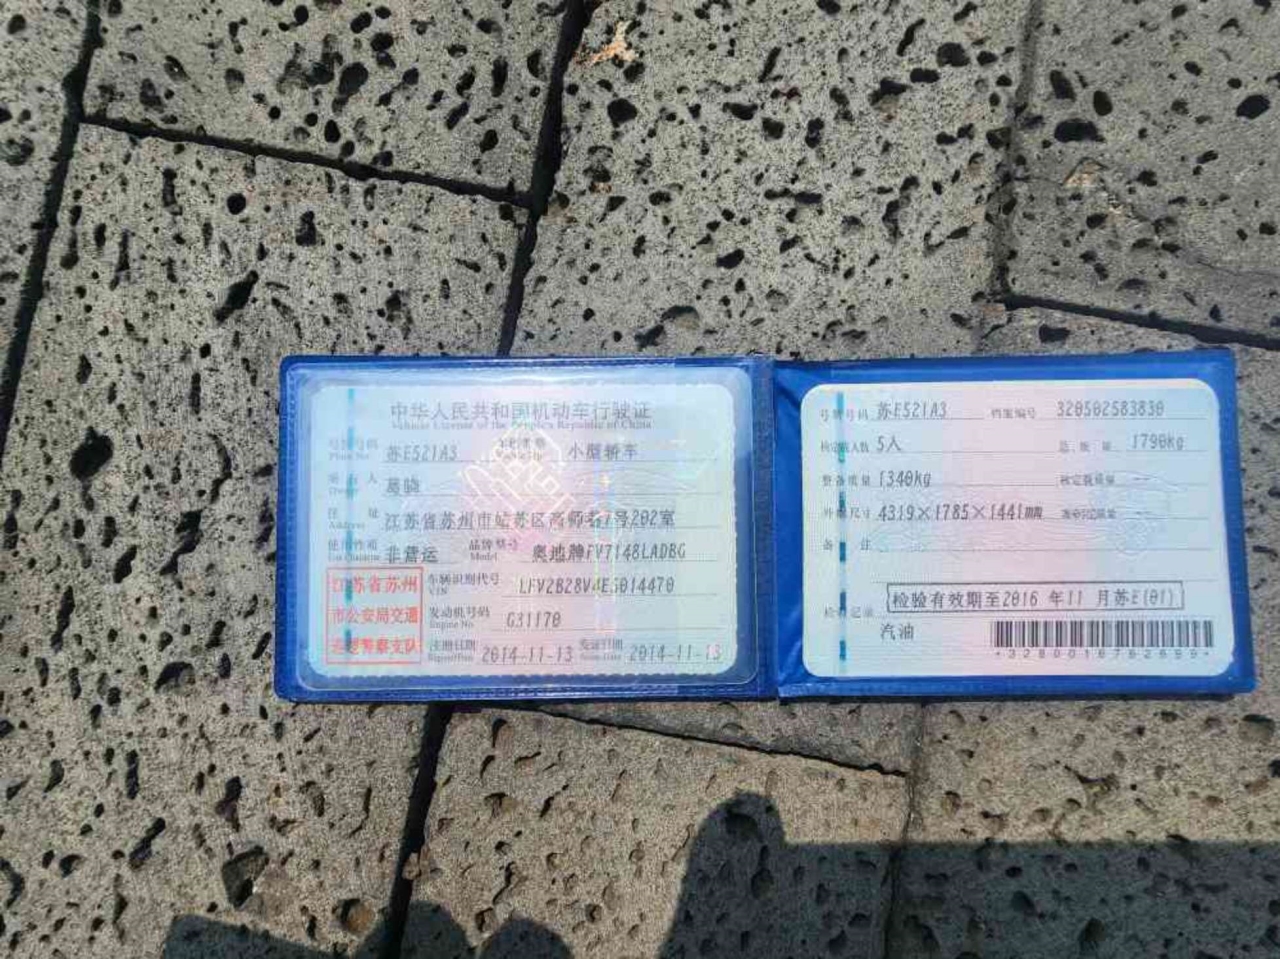 中华人民共和国机动车行驶证
Vehicle License of the People's Republic of China
号牌号码 苏E521A3 车辆类型 小型轿车
Plate No.
所有人 葛骁
Owner
住址 江苏省苏州市姑苏区高师巷7号202室
Address
使用性质 非营运 品牌型号 奥迪牌FV7148LADBG
Use Character Model
江苏省苏州
市公安局交通
巡逻警察支队
车辆识别代号 LFV2B28V4E5014470
VIN
发动机号码 G31170
Engine No.
注册日期 2014-11-13 发证日期 2014-11-13
Register Date Issue Date
号牌号码 苏E521A3 档案编号 320502583830
核定载人数 5人 总质量 1790kg
整备质量 1340kg 核定载质量 --
外廓尺寸 4319×1785×1441mm 准牵引总质量 --
备注
检验记录 检验有效期至2016 年11 月苏E(01)
汽油